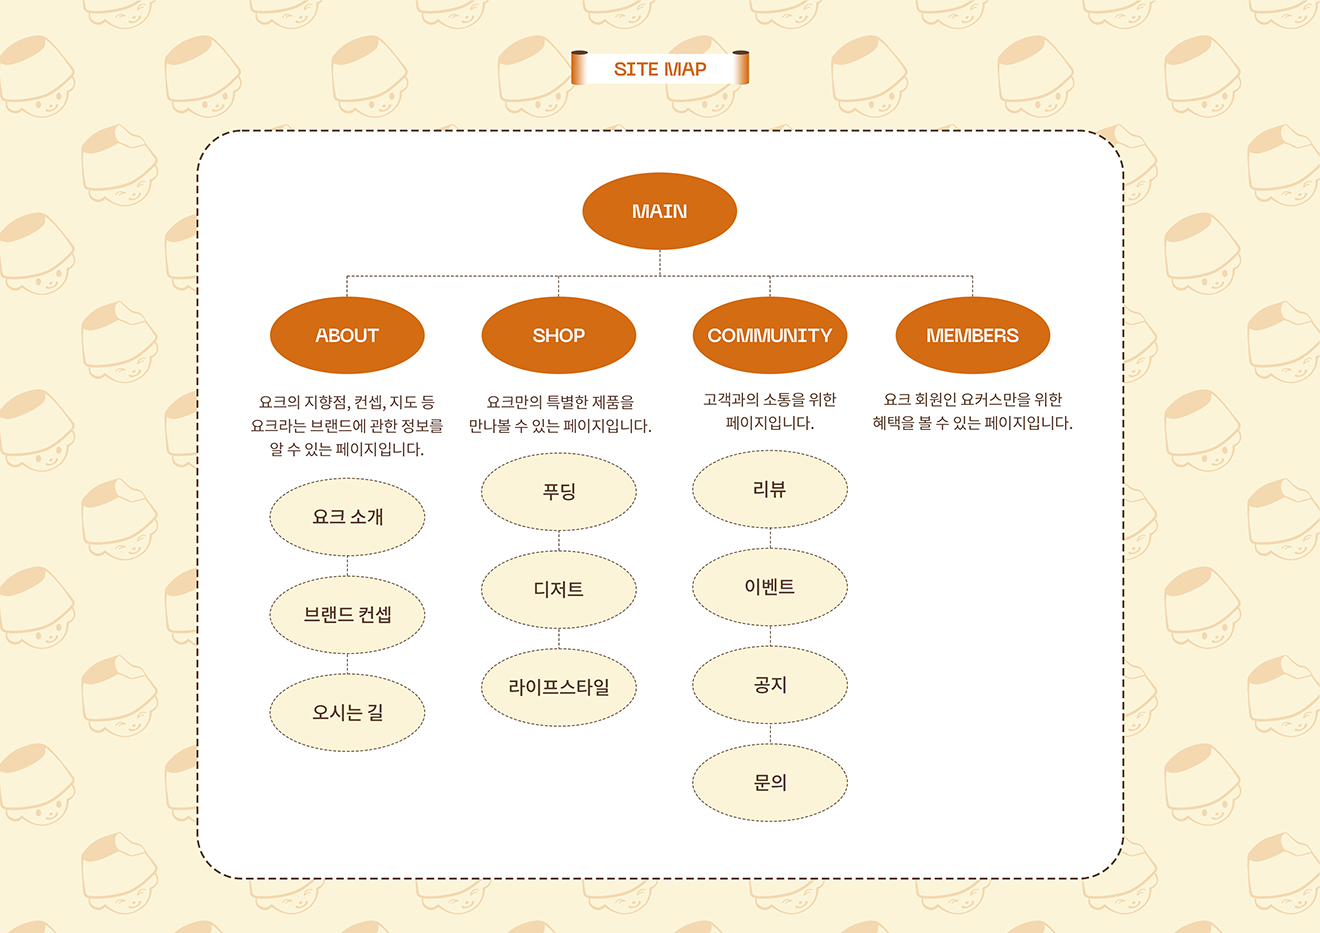 SITE MAP
MAIN
ABOUT
SHOP
COMMUNITY
MEMBERS
요크의 지향점, 컨셉, 지도 등
요크라는 브랜드에 관한 정보를
알 수 있는 페이지입니다.
요크 소개
브랜드 컨셉
오시는 길
요크만의 특별한 제품을
만나볼 수 있는 페이지입니다.
푸딩
디저트
라이프스타일
고객과의 소통을 위한
페이지입니다.
리뷰
이벤트
공지
문의
요크 회원인 요커스만을 위한
혜택을 볼 수 있는 페이지입니다.